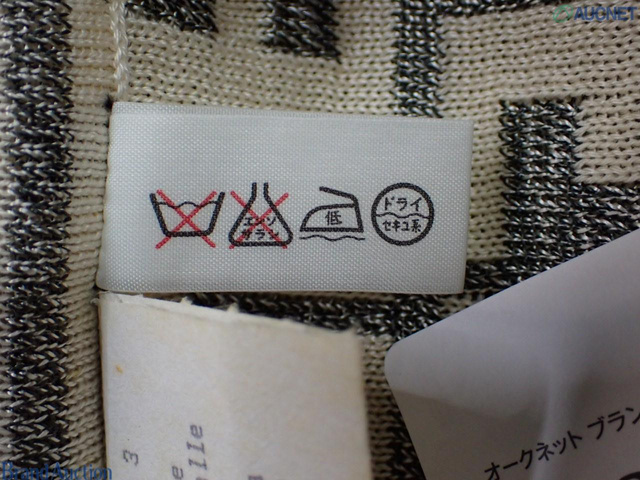 AUCNET
エンソ
サラシ
低
ドライ
セキユ系
3
e
lle
オークネット ブラン
Brand Auction